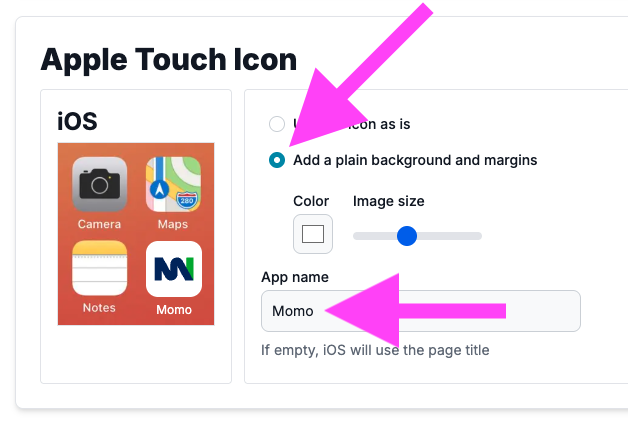 Apple Touch Icon
iOS
Camera
Maps
280
Notes
Momo
icon as is
Add a plain background and margins
Color
Image size
App name
Momo
If empty, iOS will use the page title